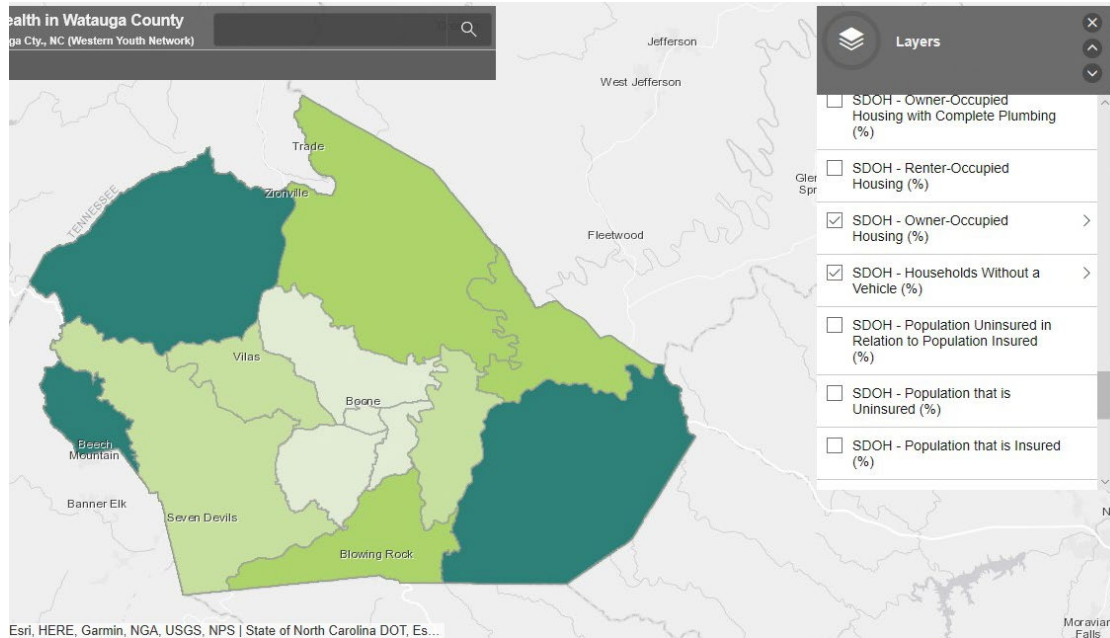 ealth in Watauga County
ga Cty., NC (Western Youth Network)
Layers
SDOH - Owner-Occupied
Housing with Complete Plumbing
(%)
SDOH - Renter-Occupied
Housing (%)
SDOH - Owner-Occupied
Housing (%)
SDOH - Households Without a
Vehicle (%)
SDOH - Population Uninsured in
Relation to Population Insured
(%)
SDOH - Population that is
Uninsured (%)
SDOH - Population that is Insured
(%)
Jefferson
West Jefferson
Trade
Zionville
TENNESSEE
Glen
Spr
Fleetwood
Vilas
Boone
Beech
Mountain
Banner Elk
Seven Devils
Blowing Rock
N
Moravian
Falls
Esri, HERE, Garmin, NGA, USGS, NPS | State of North Carolina DOT, Es...